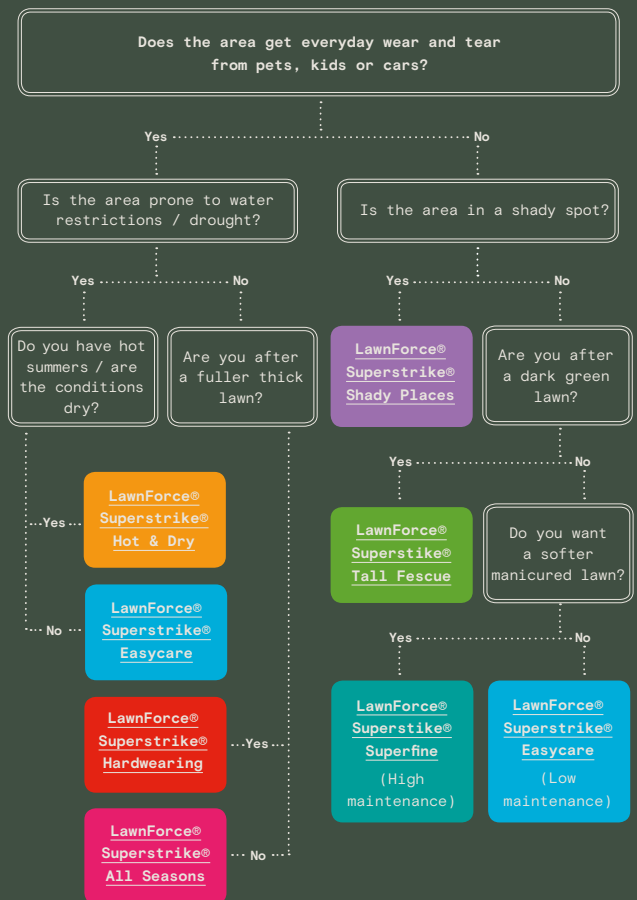 Does the area get everyday wear and tear
from pets, kids or cars?
Yes
No
Is the area prone to water
restrictions / drought?
Is the area in a shady spot?
Yes
No
Yes
No
Do you have hot
summers / are
the conditions
dry?
Are you after
a fuller thick
lawn?
LawnForce®
Superstrike®
Shady Places
Are you after
a dark green
lawn?
Yes
No
LawnForce®
Superstrike®
Hot & Dry
Yes
LawnForce®
Superstike®
Tall Fescue
Do you want
a softer
manicured lawn?
LawnForce®
Superstrike®
Easycare
No
Yes
No
LawnForce®
Superstrike®
Hardwearing
Yes
LawnForce®
Superstike®
Superfine
(High
maintenance)
LawnForce®
Superstrike®
Easycare
(Low
maintenance)
LawnForce®
Superstrike®
All Seasons
No